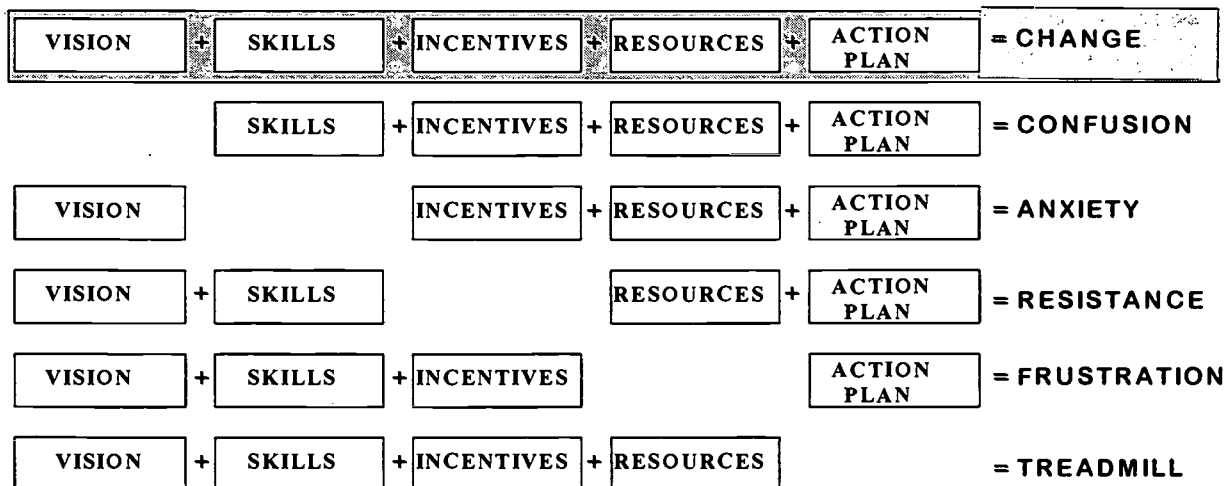 VISION + SKILLS + INCENTIVES + RESOURCES + ACTION PLAN = CHANGE
SKILLS + INCENTIVES + RESOURCES + ACTION PLAN = CONFUSION
VISION INCENTIVES + RESOURCES + ACTION PLAN = ANXIETY
VISION + SKILLS RESOURCES + ACTION PLAN = RESISTANCE
VISION + SKILLS + INCENTIVES ACTION PLAN = FRUSTRATION
VISION + SKILLS + INCENTIVES + RESOURCES = TREADMILL